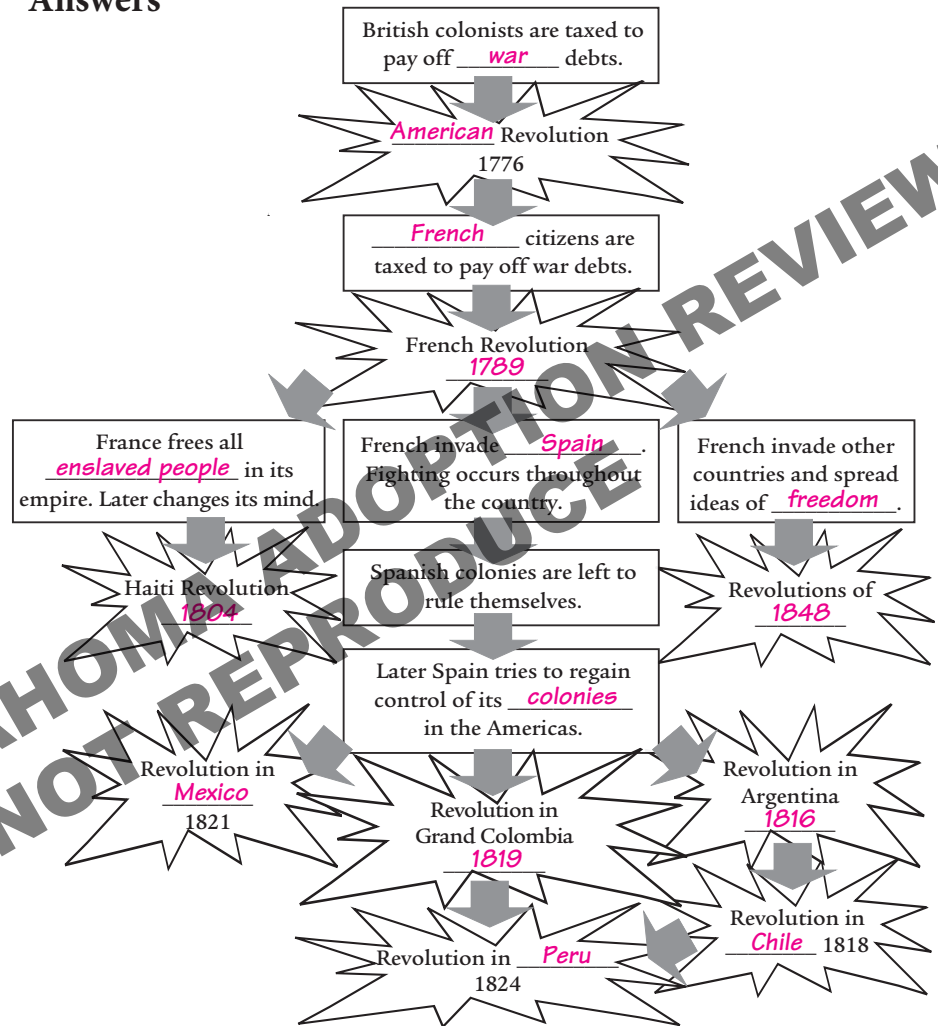 Answers
British colonists are taxed to
pay off war debts.
American Revolution
1776
French citizens are
taxed to pay off war debts.
French Revolution
1789
France frees all
enslaved people in its
empire. Later changes its mind.
French invade Spain.
Fighting occurs throughout
the country.
French invade other
countries and spread
ideas of freedom.
Haiti Revolution
1804
Spanish colonies are left to
rule themselves.
Revolutions of
1848
Later Spain tries to regain
control of its colonies
in the Americas.
Revolution in
Mexico
1821
Revolution in
Grand Colombia
1819
Revolution in
Argentina
1816
Revolution in
Chile 1818
Revolution in Peru
1824
AHOMA ADOPTION REVIEW
NOT REPRODUCE